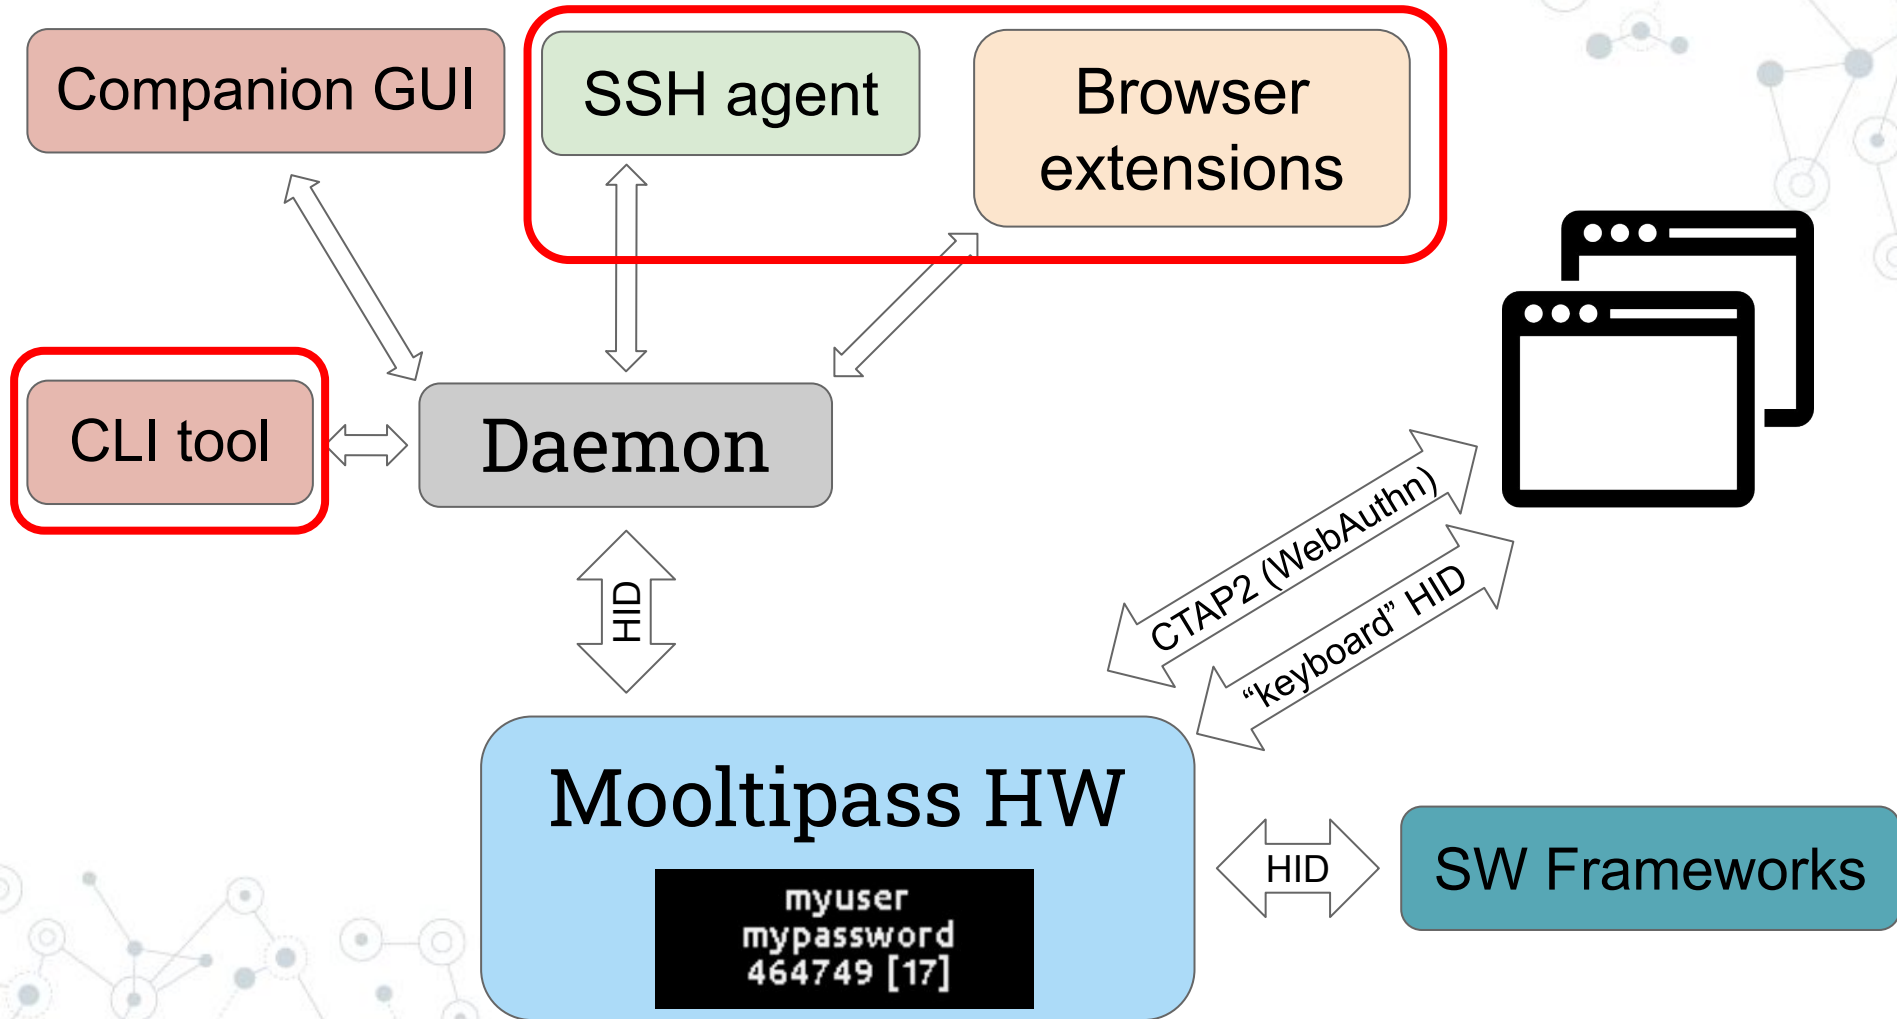 Companion GUI
SSH agent
Browser
extensions
CLI tool
Daemon
HID
CTAP2 (WebAuthn)
“keyboard” HID
Mooltipass HW
myuser
mypassword
464749 [17]
HID
SW Frameworks